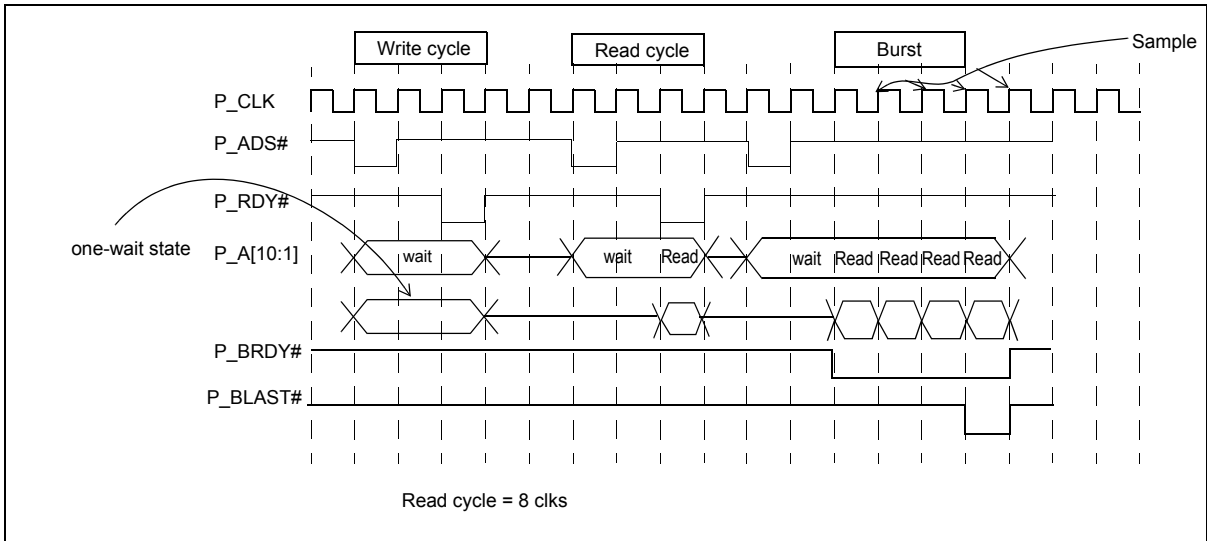 Write cycle
Read cycle
Burst
Sample
P_CLK
P_ADS#
P_RDY#
one-wait state
P_A[10:1]
wait
wait Read
wait Read Read Read Read
P_BRDY#
P_BLAST#
Read cycle = 8 clks